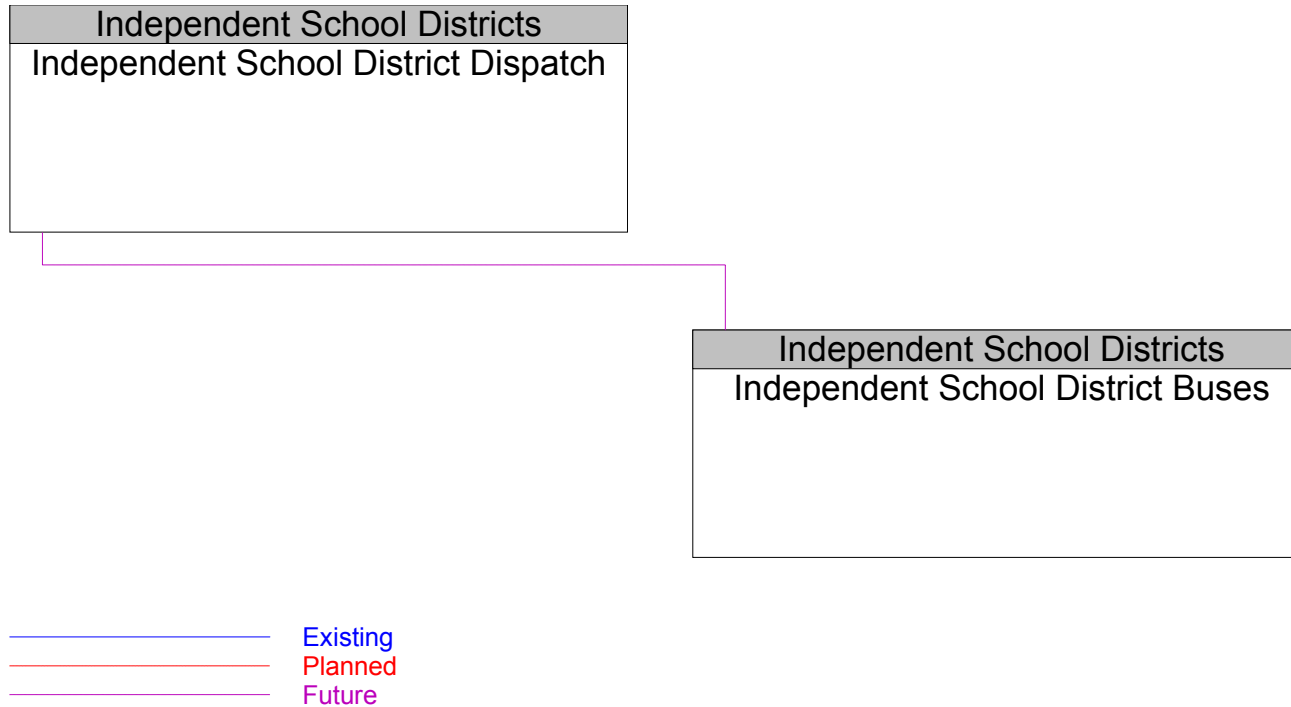 Independent School Districts
Independent School District Dispatch
Independent School Districts
Independent School District Buses
Existing
Planned
Future